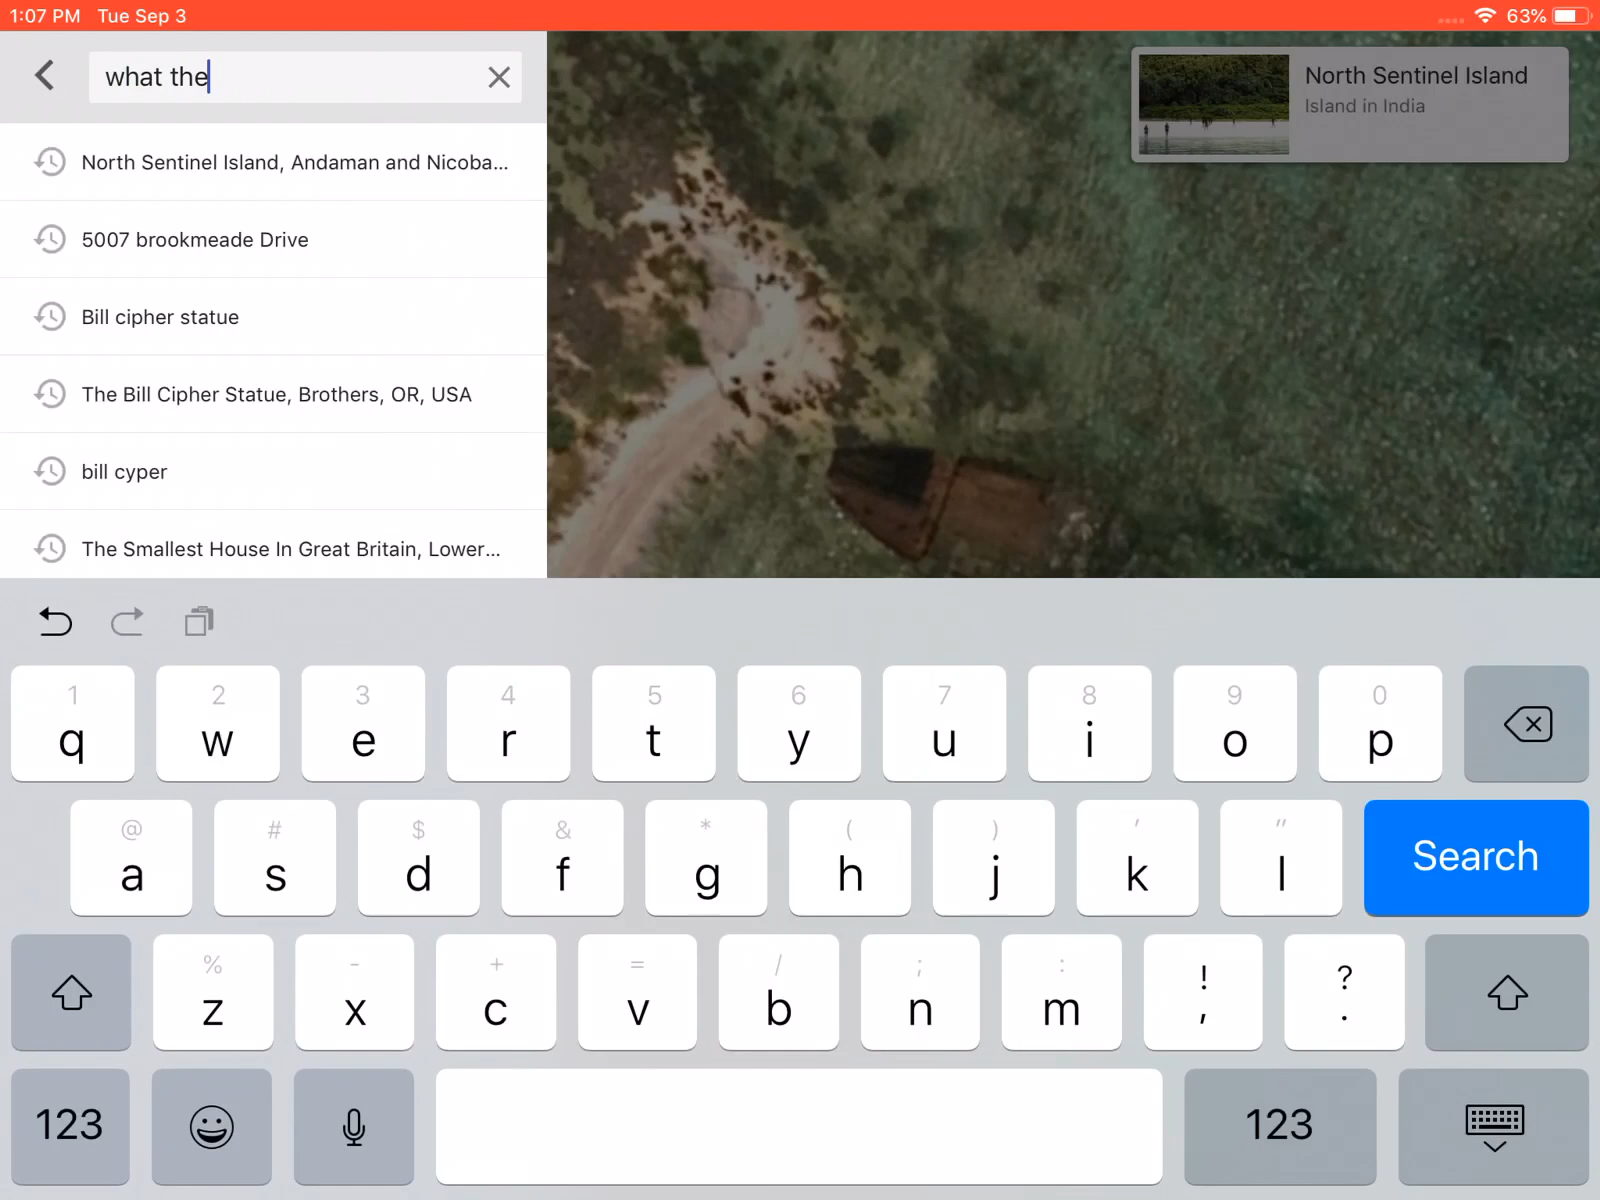 1:07 PM Tue Sep 3
63%
what the
North Sentinel Island
Island in India
North Sentinel Island, Andaman and Nicoba...
5007 brookmeade Drive
Bill cipher statue
The Bill Cipher Statue, Brothers, OR, USA
bill cyper
The Smallest House In Great Britain, Lower...
1 2 3 4 5 6 7 8 9 0
q w e r t y u i o p
@ # $ & * ( ) ' "
a s d f g h j k l Search
% - + = / ; : ! ?
z x c v b n m , .
123 123